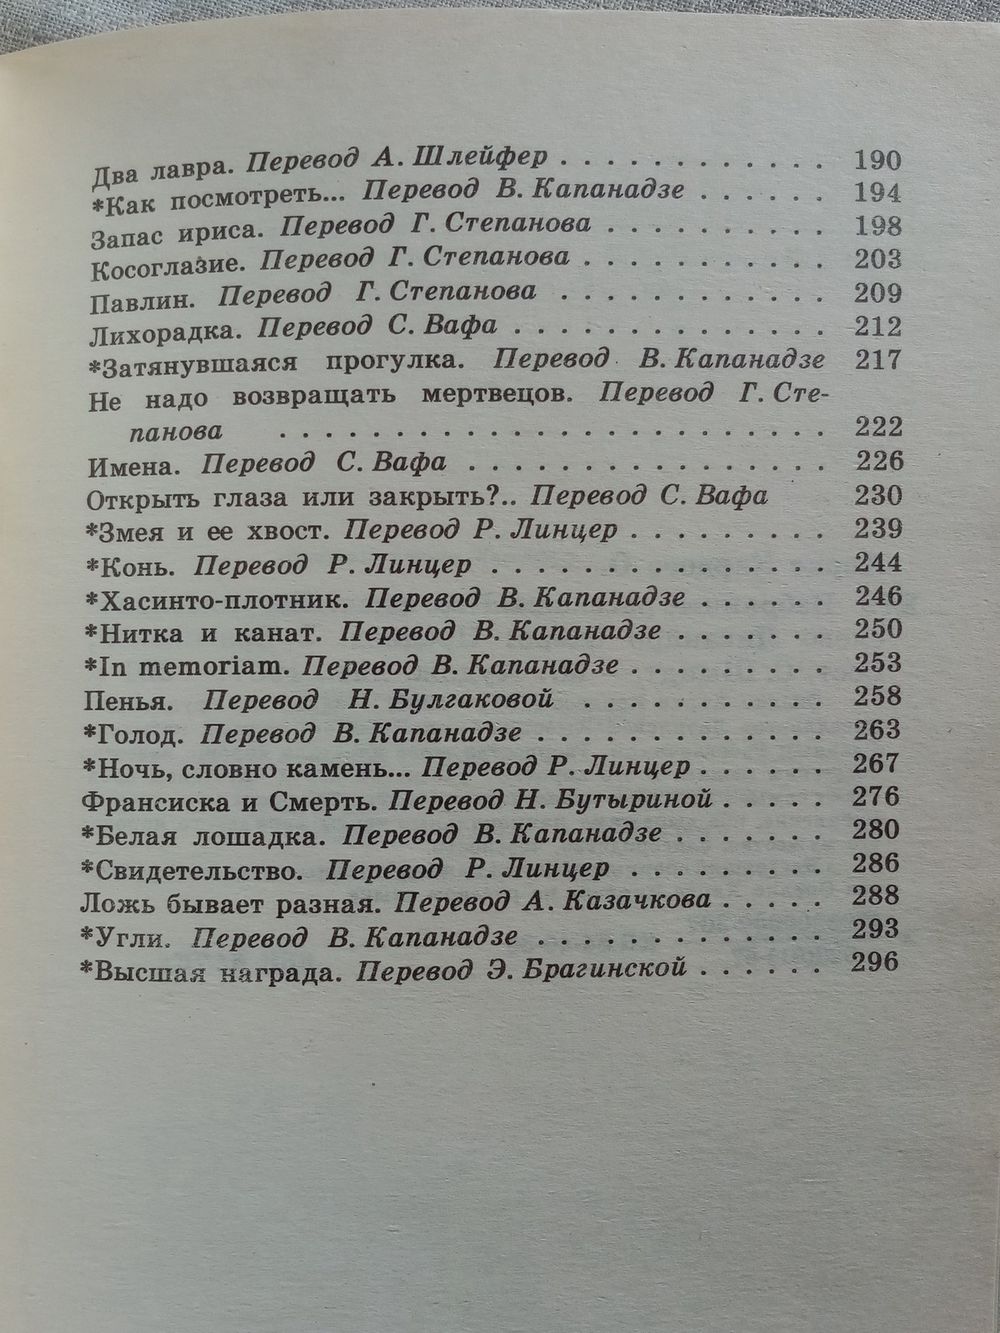 Два лавра. Перевод А. Шлейфер . . . . . . . . . . . . 190
*Как посмотреть... Перевод В. Капанадзе . . . . . . 194
Запас ириса. Перевод Г. Степанова . . . . . . . . . . 198
Косоглазие. Перевод Г. Степанова . . . . . . . . . . . 203
Павлин. Перевод Г. Степанова . . . . . . . . . . . . 209
Лихорадка. Перевод С. Вафа . . . . . . . . . . . . . . 212
*Затянувшаяся прогулка. Перевод В. Капанадзе 217
Не надо возвращать мертвецов. Перевод Г. Сте-
панова . . . . . . . . . . . . . . . . . . . . . . . . 222
Имена. Перевод С. Вафа . . . . . . . . . . . . . . . . 226
Открыть глаза или закрыть?.. Перевод С. Вафа 230
*Змея и ее хвост. Перевод Р. Линцер . . . . . . . . . 239
*Конь. Перевод Р. Линцер . . . . . . . . . . . . . . . 244
*Хасинто-плотник. Перевод В. Капанадзе . . . . . . 246
*Нитка и канат. Перевод В. Капанадзе . . . . . . . 250
*In memoriam. Перевод В. Капанадзе . . . . . . . . . 253
Пенья. Перевод Н. Булгаковой . . . . . . . . . . . 258
*Голод. Перевод В. Капанадзе . . . . . . . . . . . . . 263
*Ночь, словно камень... Перевод Р. Линцер . . . . . . 267
Франсиска и Смерть. Перевод Н. Бутыриной . . . . . 276
*Белая лошадка. Перевод В. Капанадзе . . . . . . . 280
*Свидетельство. Перевод Р. Линцер . . . . . . . . . 286
Ложь бывает разная. Перевод А. Казачкова . . . . . 288
*Угли. Перевод В. Капанадзе . . . . . . . . . . . . . 293
*Высшая награда. Перевод Э. Брагинской . . . . . . 296